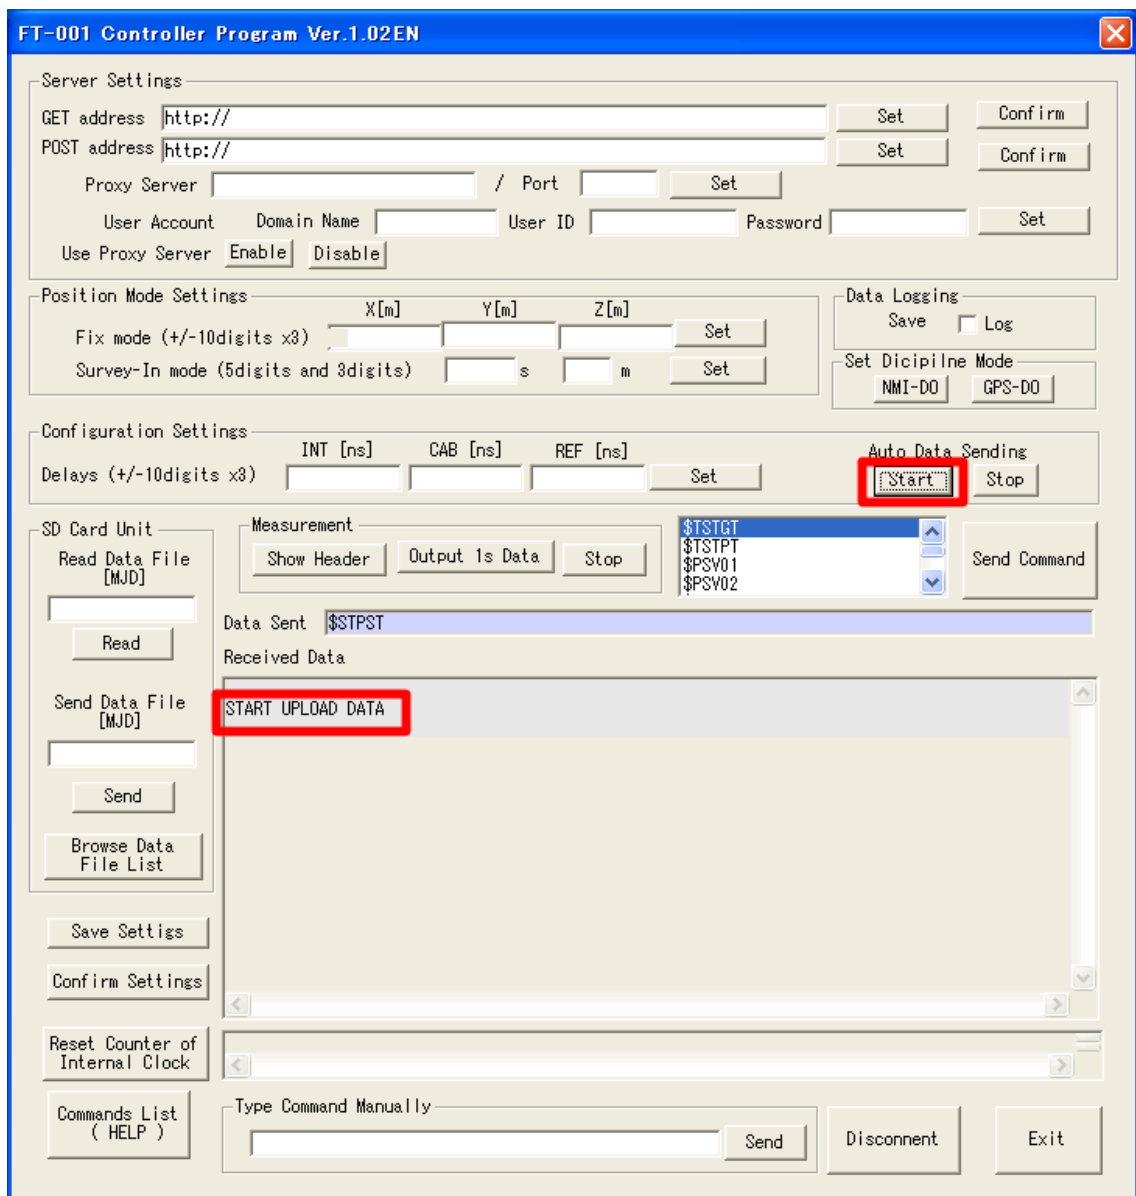 FT-001 Controller Program Ver.1.02EN
Server Settings
GET address http:// Set Confirm
POST address http:// Set Confirm
Proxy Server / Port Set
User Account Domain Name User ID Password Set
Use Proxy Server Enable Disable
Position Mode Settings
X[m] Y[m] Z[m]
Fix mode (+/-10digits x3) Set
Survey-In mode (5digits and 3digits) s m Set
Data Logging
Save Log
Set Dicipilne Mode
NMI-DO GPS-DO
Configuration Settings
INT [ns] CAB [ns] REF [ns]
Delays (+/-10digits x3) Set
Auto Data Sending
Start Stop
SD Card Unit
Read Data File
[MJD]
Read
Send Data File
[MJD]
Send
Browse Data
File List
Measurement
Show Header Output 1s Data Stop
$TSTGT
$TSTPT
$PSV01
$PSV02
Send Command
Data Sent $STPST
Received Data
START UPLOAD DATA
Save Settigs
Confirm Settings
Reset Counter of
Internal Clock
Commands List
( HELP )
Type Command Manually
Send
Disconnent
Exit